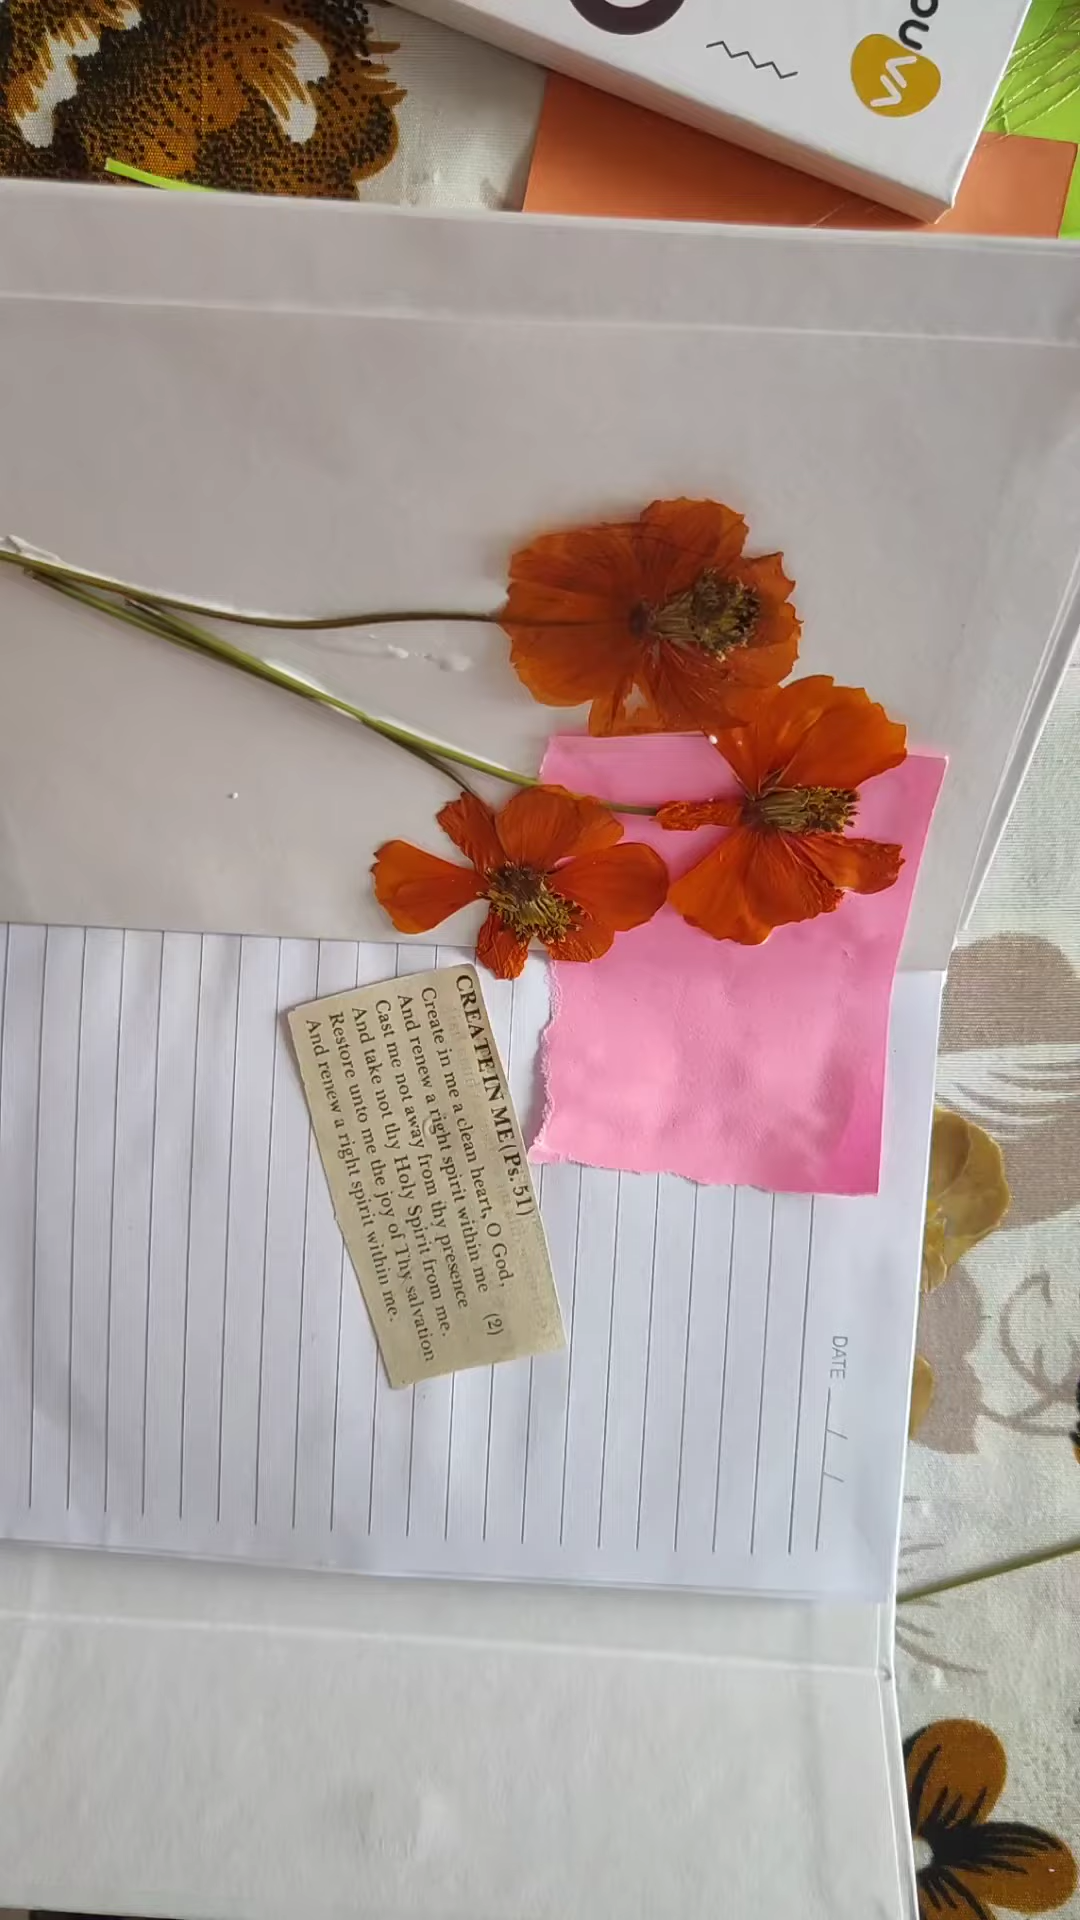 CREATE IN ME (Ps. 51)
Create in me a clean heart, O God,
And renew a right spirit within me (2)
Cast me not away from thy presence
And take not thy Holy Spirit from me.
Restore unto me the joy of Thy salvation
And renew a right spirit within me.
DATE / /